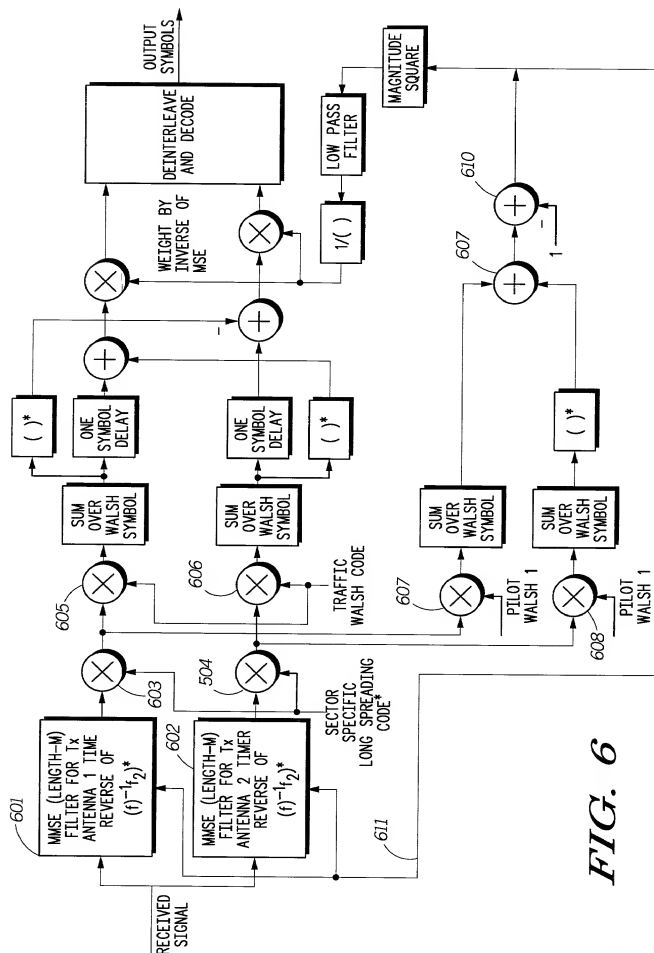 RECEIVED
SIGNAL
601
MMSE (LENGTH-M)
FILTER FOR Tx
ANTENNA 1 TIME
REVERSE OF
(f)⁻¹f₂)*
602
MMSE (LENGTH-M)
FILTER FOR Tx
ANTENNA 2 TIMER
REVERSE OF
(f)⁻¹f₂)*
603
504
SECTOR
SPECIFIC
LONG SPREADING
CODE*
605
606
TRAFFIC
WALSH CODE
SUM
OVER
WALSH
SYMBOL
SUM
OVER
WALSH
SYMBOL
( )*
ONE
SYMBOL
DELAY
ONE
SYMBOL
DELAY
( )*
+
+
-
WEIGHT BY
INVERSE OF
MSE
DEINTERLEAVE
AND DECODE
OUTPUT
SYMBOLS
1/( )
LOW PASS
FILTER
MAGNITUDE
SQUARE
607
PILOT
WALSH 1
608
PILOT
WALSH 1
SUM
OVER
WALSH
SYMBOL
SUM
OVER
WALSH
SYMBOL
( )*
607
+
610
+
-
1
611
FIG. 6